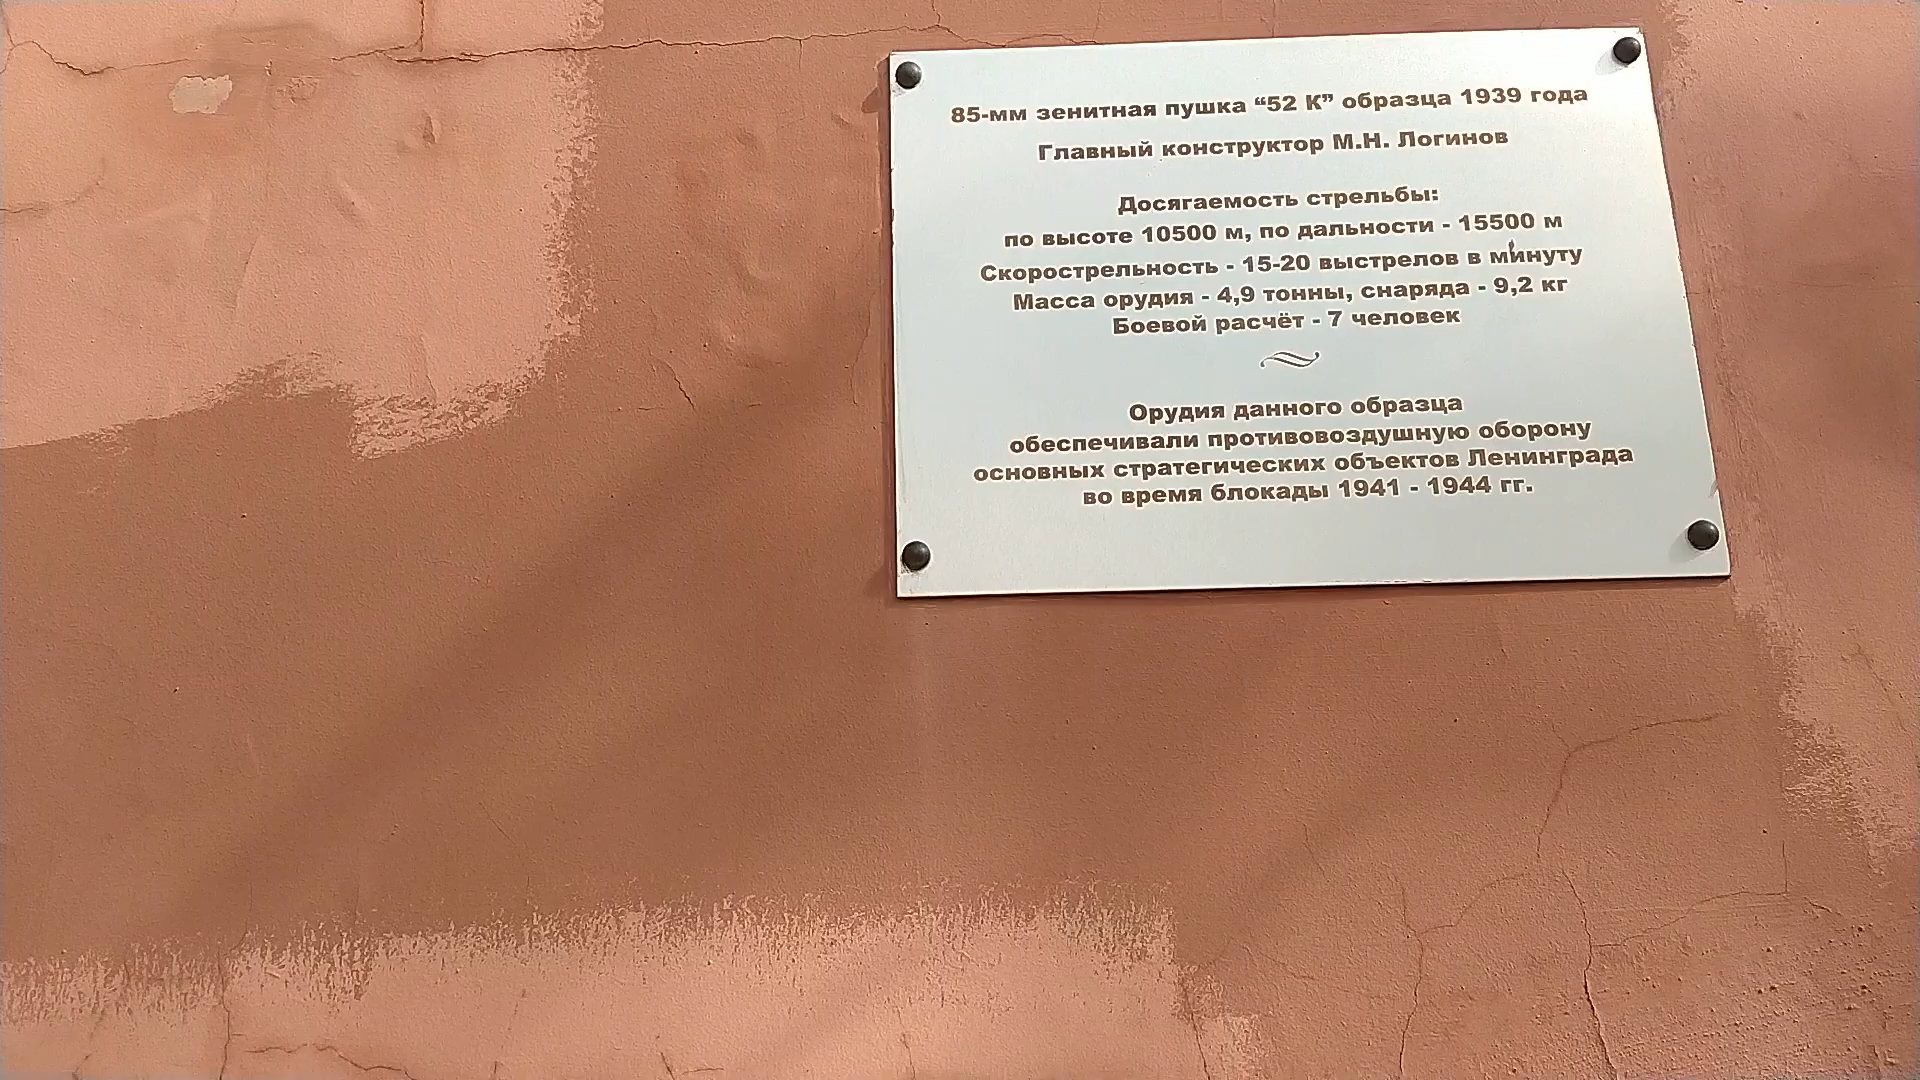 85-мм зенитная пушка “52 К” образца 1939 года
Главный конструктор М.Н. Логинов
Досягаемость стрельбы:
по высоте 10500 м, по дальности - 15500 м
Скорострельность - 15-20 выстрелов в минуту
Масса орудия - 4,9 тонны, снаряда - 9,2 кг
Боевой расчёт - 7 человек
Орудия данного образца
обеспечивали противовоздушную оборону
основных стратегических объектов Ленинграда
во время блокады 1941 - 1944 гг.